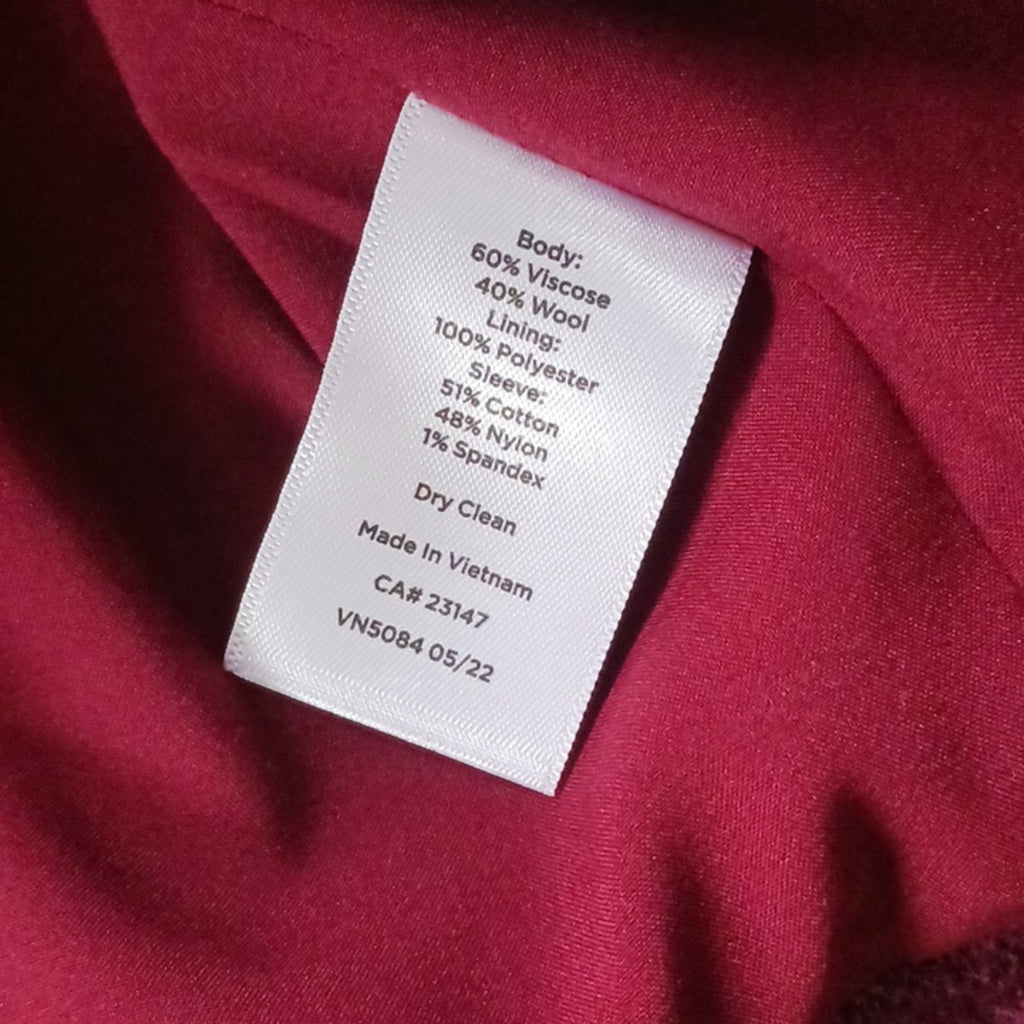 Body:
60% Viscose
40% Wool
Lining:
100% Polyester
Sleeve:
51% Cotton
48% Nylon
1% Spandex
Dry Clean
Made In Vietnam
CA# 23147
VN5084 05/22